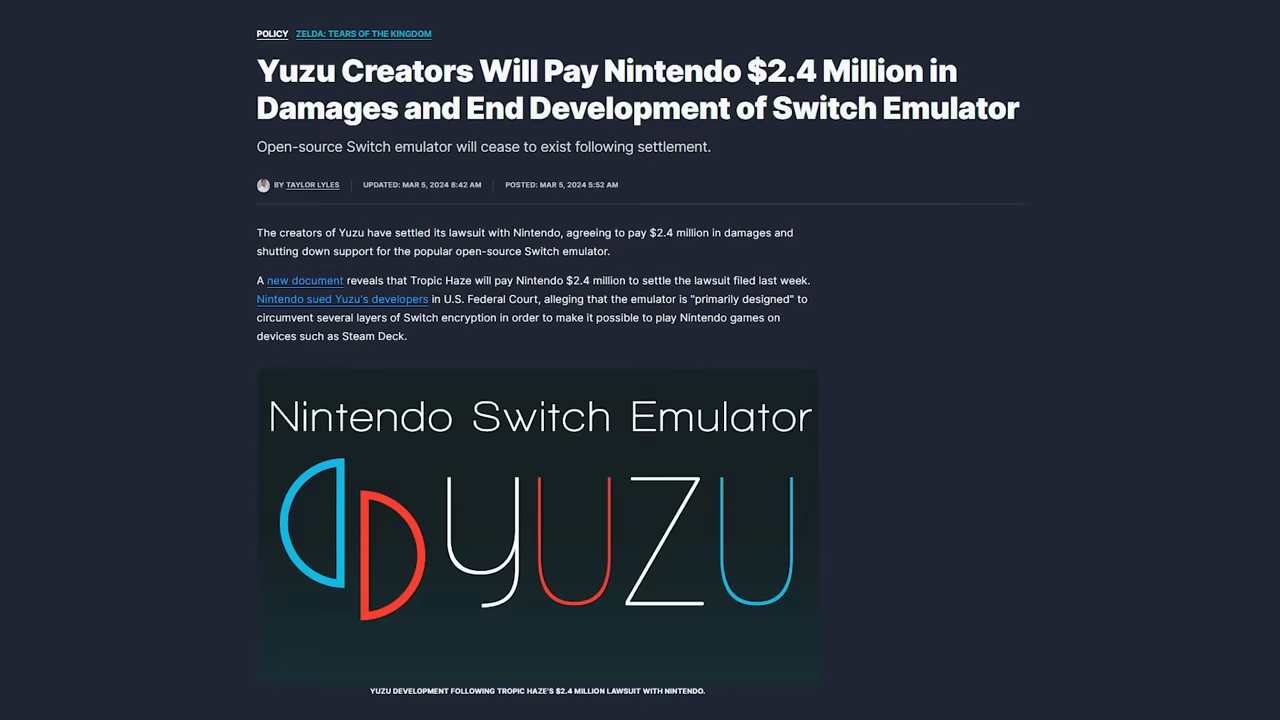 POLICY ZELDA: TEARS OF THE KINGDOM
Yuzu Creators Will Pay Nintendo $2.4 Million in
Damages and End Development of Switch Emulator
Open-source Switch emulator will cease to exist following settlement.
BY TAYLOR LYLES UPDATED: MAR 5, 2024 8:42 AM POSTED: MAR 5, 2024 5:52 AM
The creators of Yuzu have settled its lawsuit with Nintendo, agreeing to pay $2.4 million in damages and
shutting down support for the popular open-source Switch emulator.
A new document reveals that Tropic Haze will pay Nintendo $2.4 million to settle the lawsuit filed last week.
Nintendo sued Yuzu's developers in U.S. Federal Court, alleging that the emulator is "primarily designed" to
circumvent several layers of Switch encryption in order to make it possible to play Nintendo games on
devices such as Steam Deck.
Nintendo Switch Emulator
yuzu
YUZU DEVELOPMENT FOLLOWING TROPIC HAZE'S $2.4 MILLION LAWSUIT WITH NINTENDO.